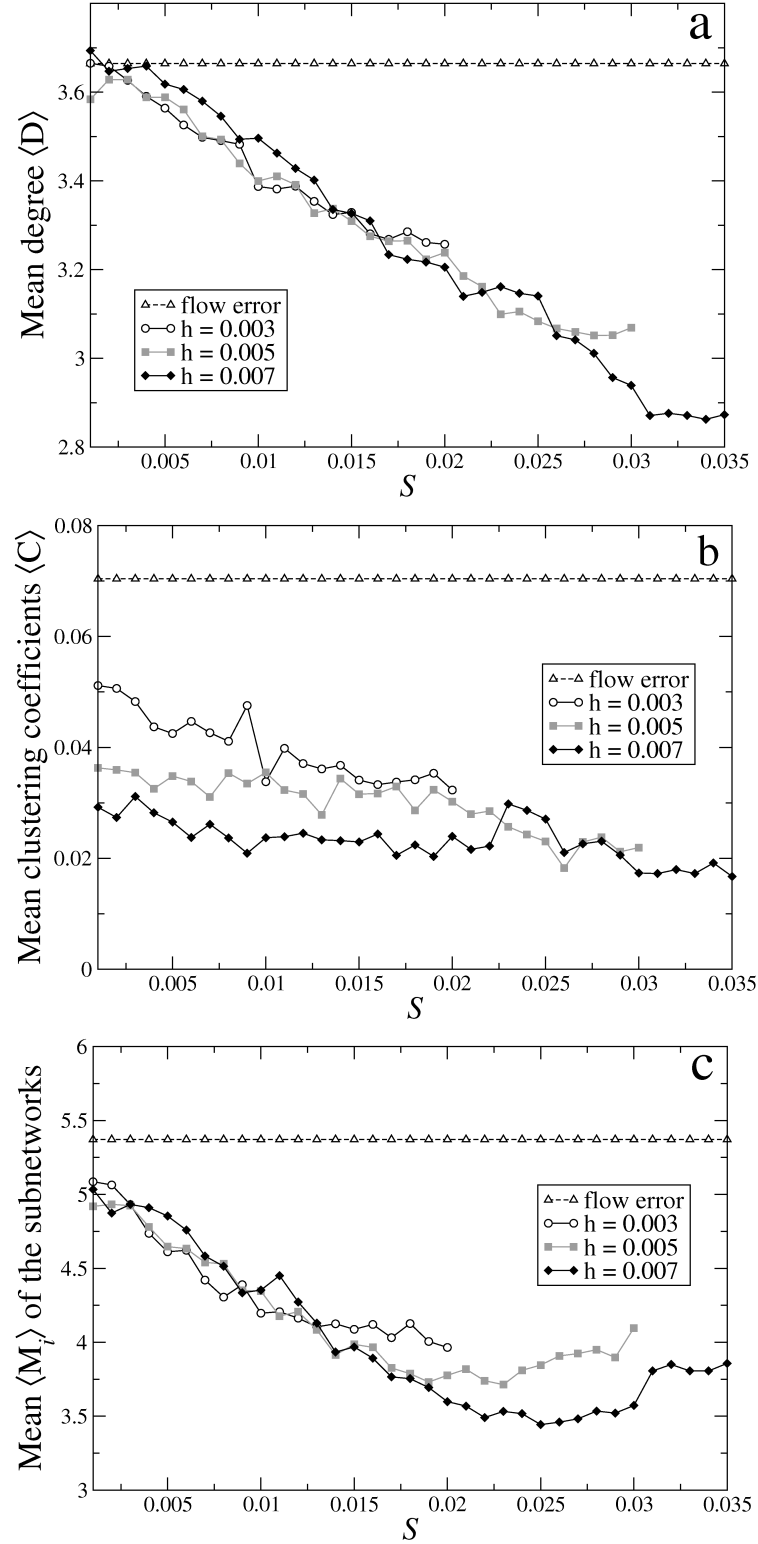 a
3.6
3.4
3.2
3
2.8
Mean degree ⟨D⟩
flow error
h = 0.003
h = 0.005
h = 0.007
0.005 0.01 0.015 0.02 0.025 0.03 0.035
S
b
0.08
0.06
0.04
0.02
0
Mean clustering coefficients ⟨C⟩
flow error
h = 0.003
h = 0.005
h = 0.007
0.005 0.01 0.015 0.02 0.025 0.03 0.035
S
c
6
5.5
5
4.5
4
3.5
3
Mean ⟨M_i⟩ of the subnetworks
flow error
h = 0.003
h = 0.005
h = 0.007
0.005 0.01 0.015 0.02 0.025 0.03 0.035
S